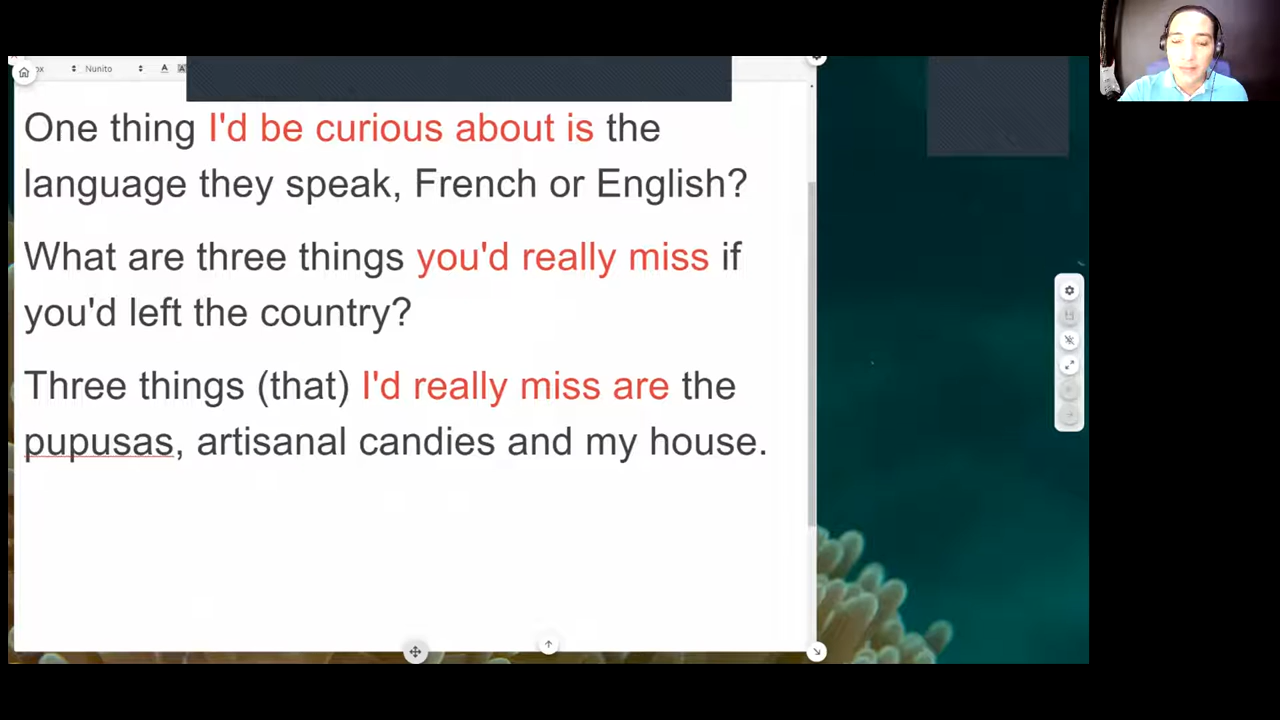 Nunito
One thing I'd be curious about is the
language they speak, French or English?
What are three things you'd really miss if
you'd left the country?
Three things (that) I'd really miss are the
pupusas, artisanal candies and my house.